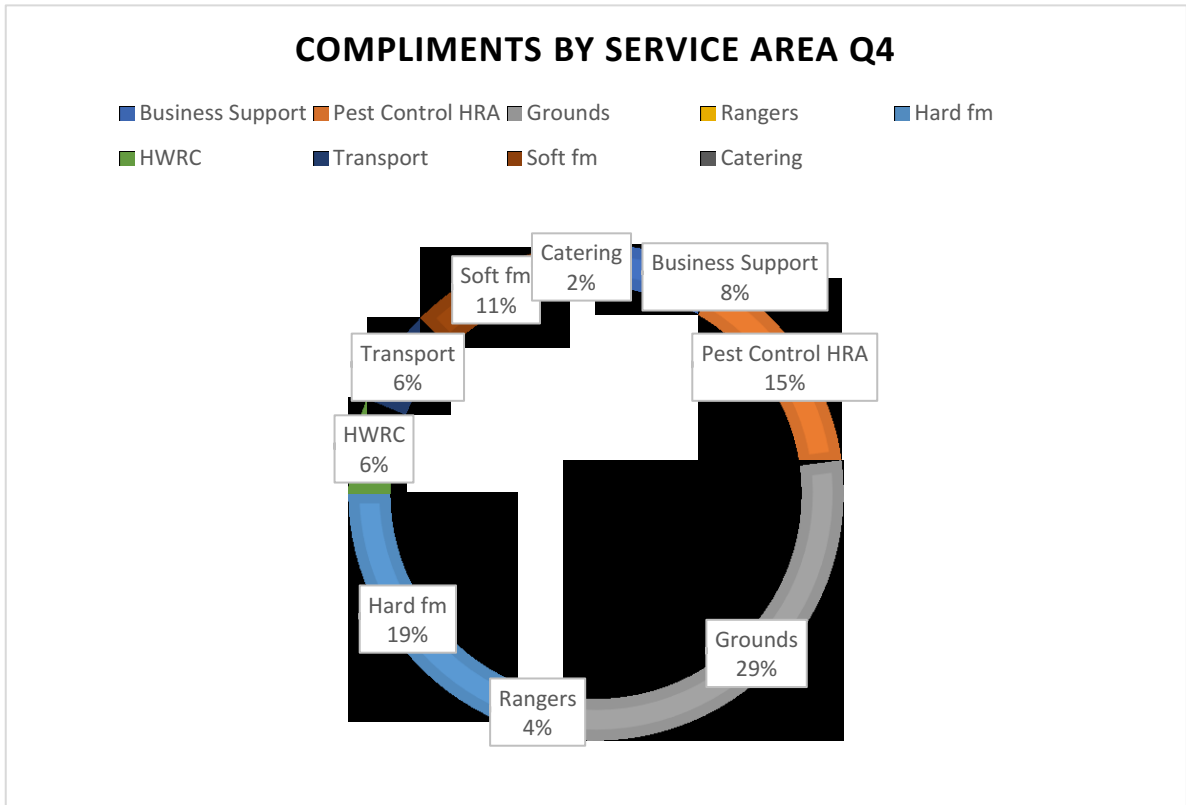 COMPLIMENTS BY SERVICE AREA Q4
Business Support Pest Control HRA Grounds Rangers Hard fm
HWRC Transport Soft fm Catering
Catering
2%
Business Support
8%
Soft fm
11%
Pest Control HRA
15%
Transport
6%
HWRC
6%
Hard fm
19%
Grounds
29%
Rangers
4%